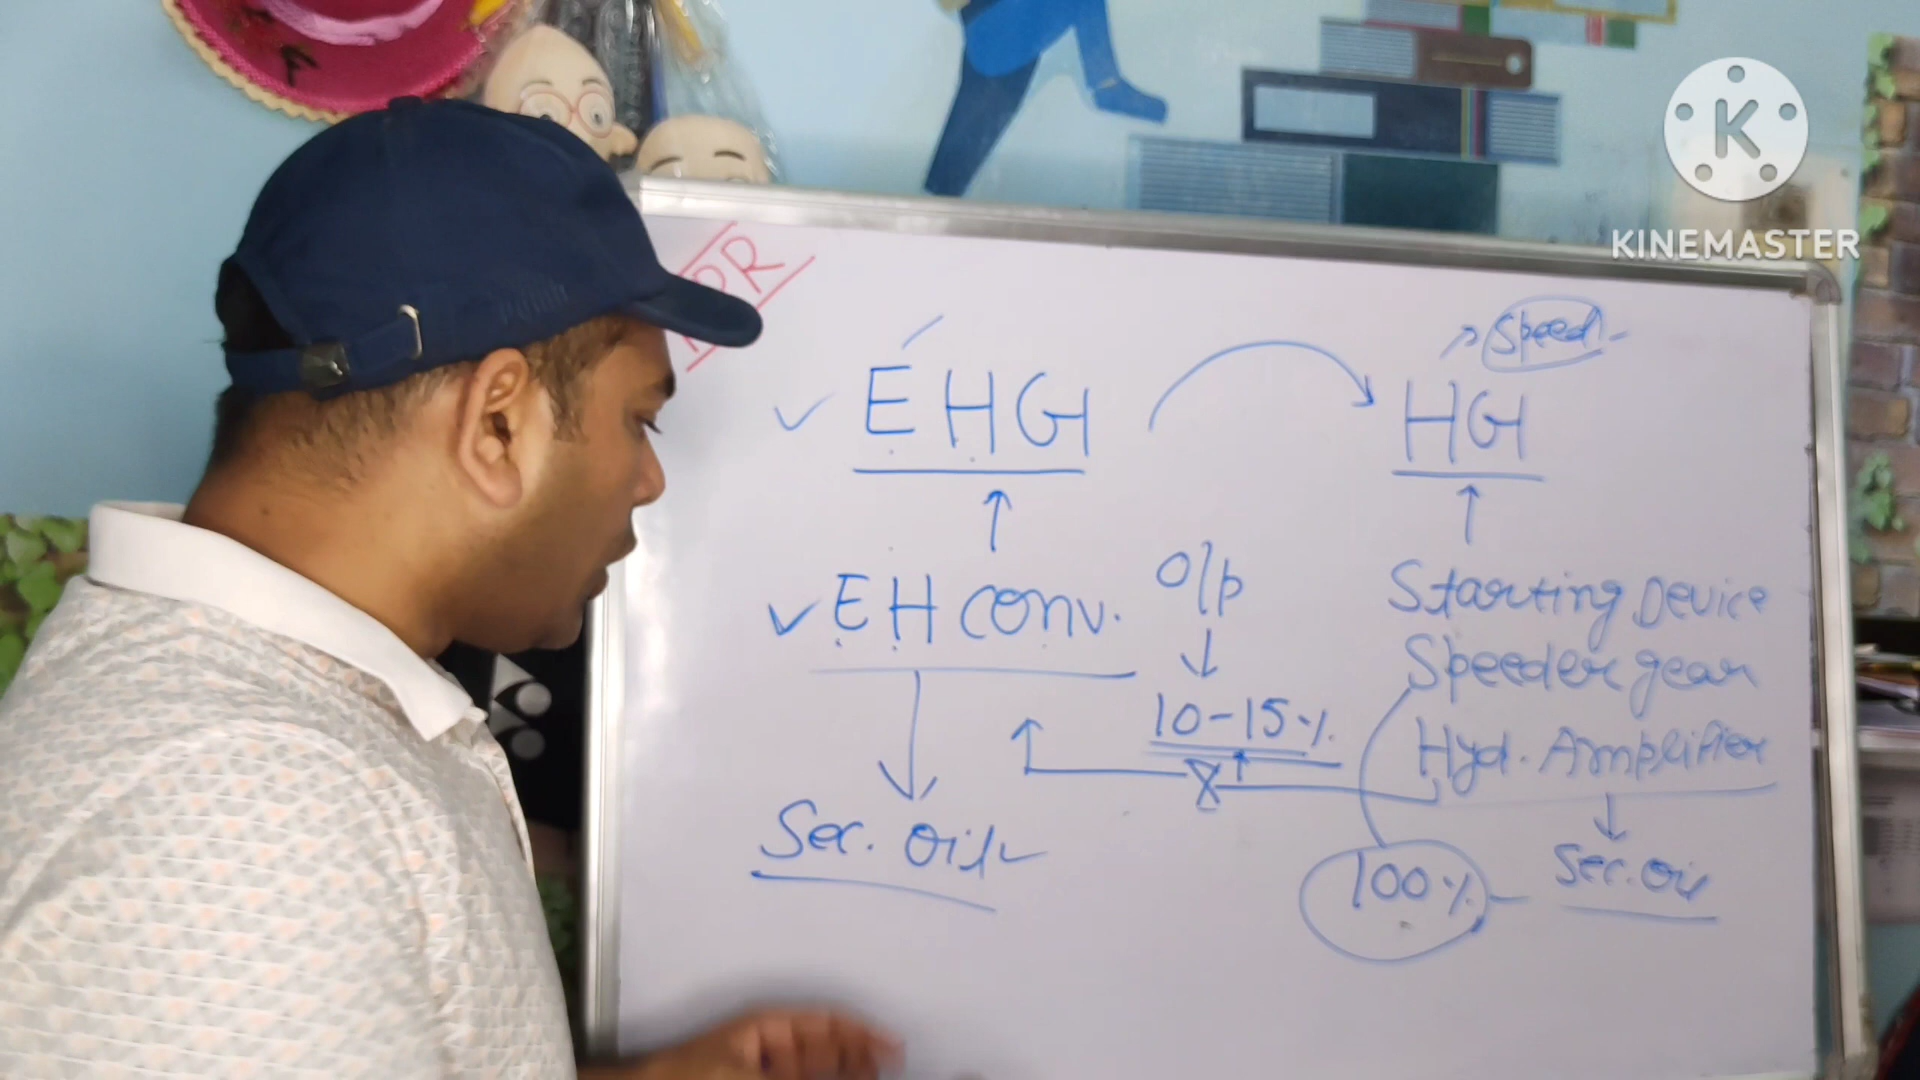 K
KINEMASTER
Speed
✓ EHG
HG
✓ EH conv.
O/p
10-15%
Starting Device
Speeder gear
Hyd. Amplifier
Sec. Oil
100%
Sec. Oil